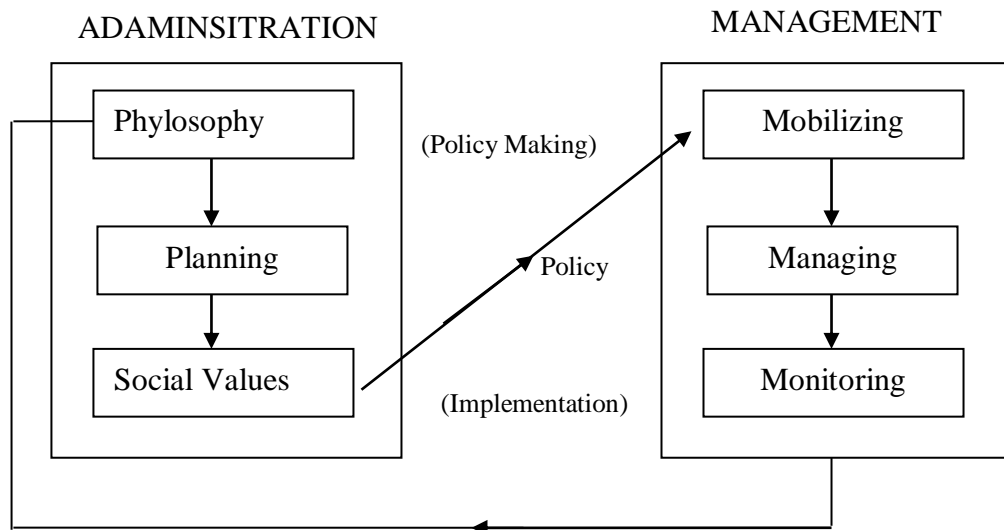 ADAMINSITRATION
MANAGEMENT
Phylosophy
Mobilizing
(Policy Making)
Planning
Policy
Managing
Social Values
Monitoring
(Implementation)